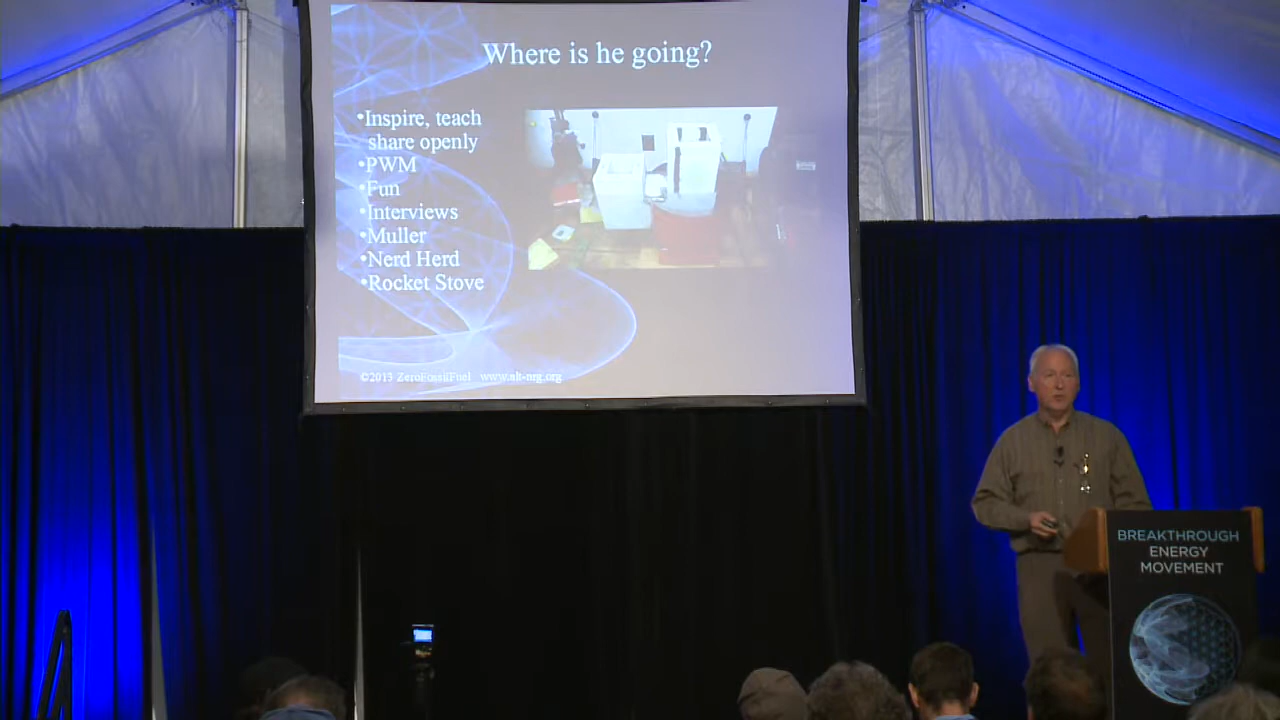 Where is he going?
•Inspire, teach
share openly
•PWM
•Fun
•Interviews
•Muller
•Nerd Herd
•Rocket Stove
©2013 ZeroFossilFuel www.alt-nrg.org
BREAKTHROUGH
ENERGY
MOVEMENT